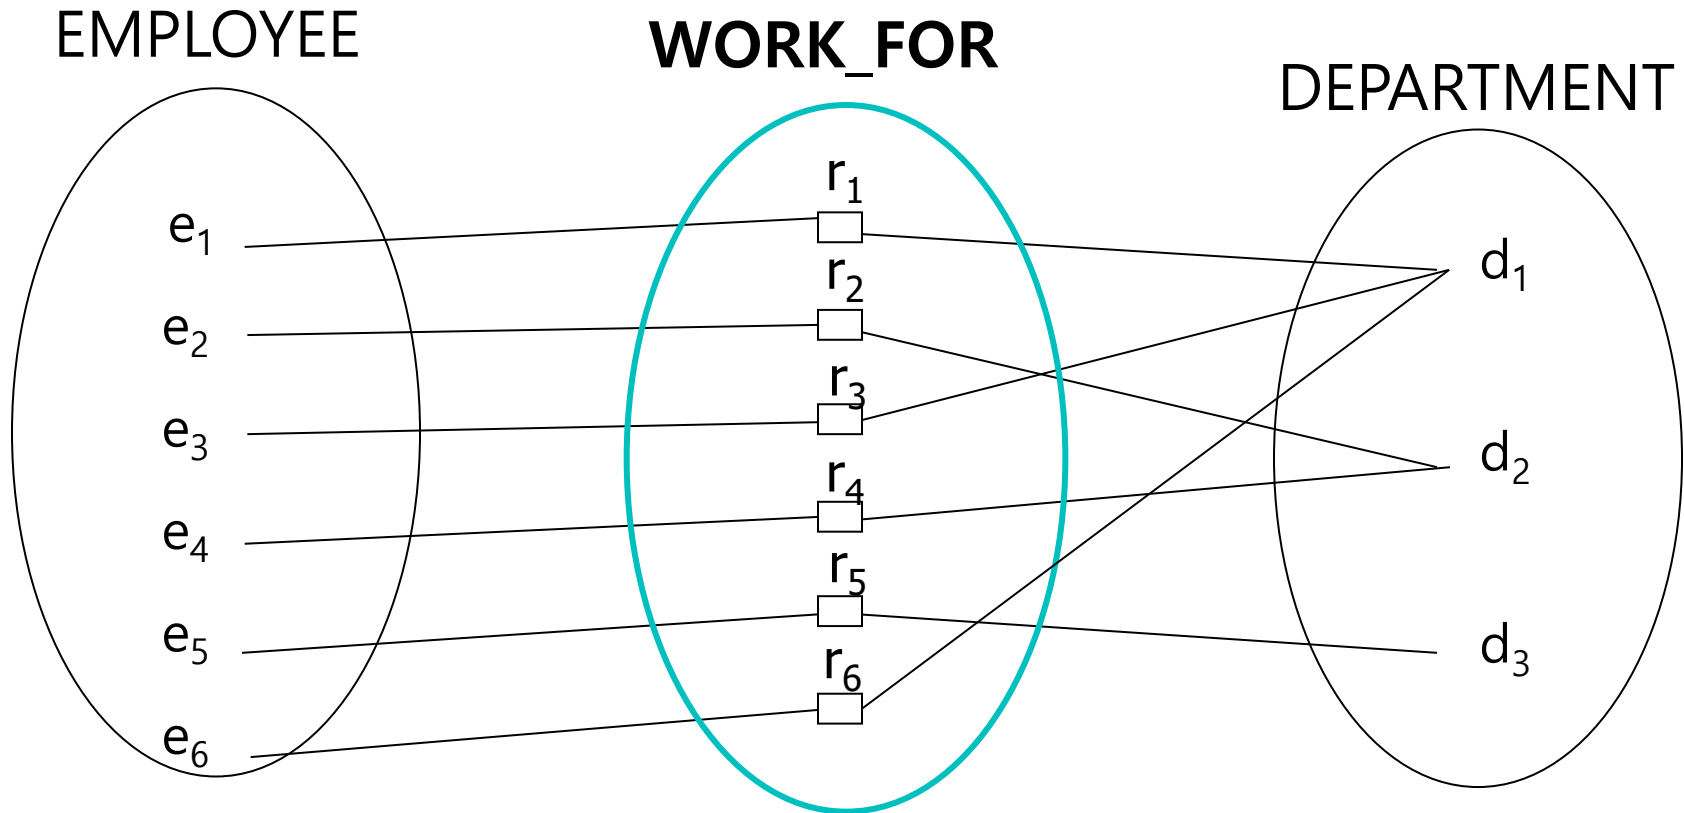 EMPLOYEE
WORK_FOR
DEPARTMENT
e1
e2
e3
e4
e5
e6
r1
r2
r3
r4
r5
r6
d1
d2
d3